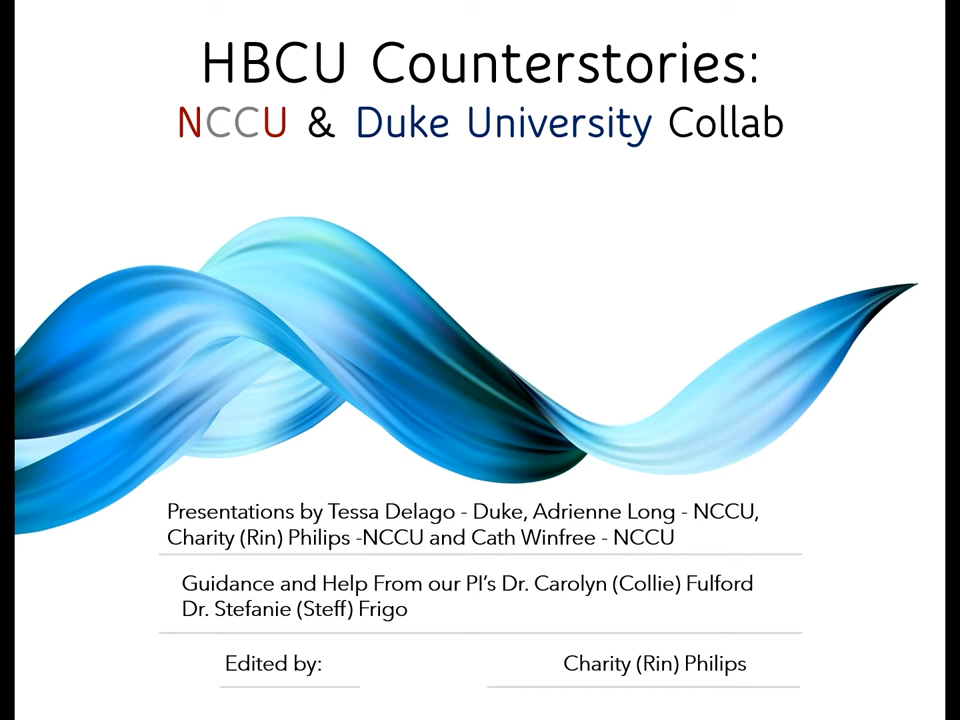 HBCU Counterstories:
NCCU & Duke University Collab
Presentations by Tessa Delago - Duke, Adrienne Long - NCCU,
Charity (Rin) Philips -NCCU and Cath Winfree - NCCU
Guidance and Help From our PI’s Dr. Carolyn (Collie) Fulford
Dr. Stefanie (Steff) Frigo
Edited by: Charity (Rin) Philips